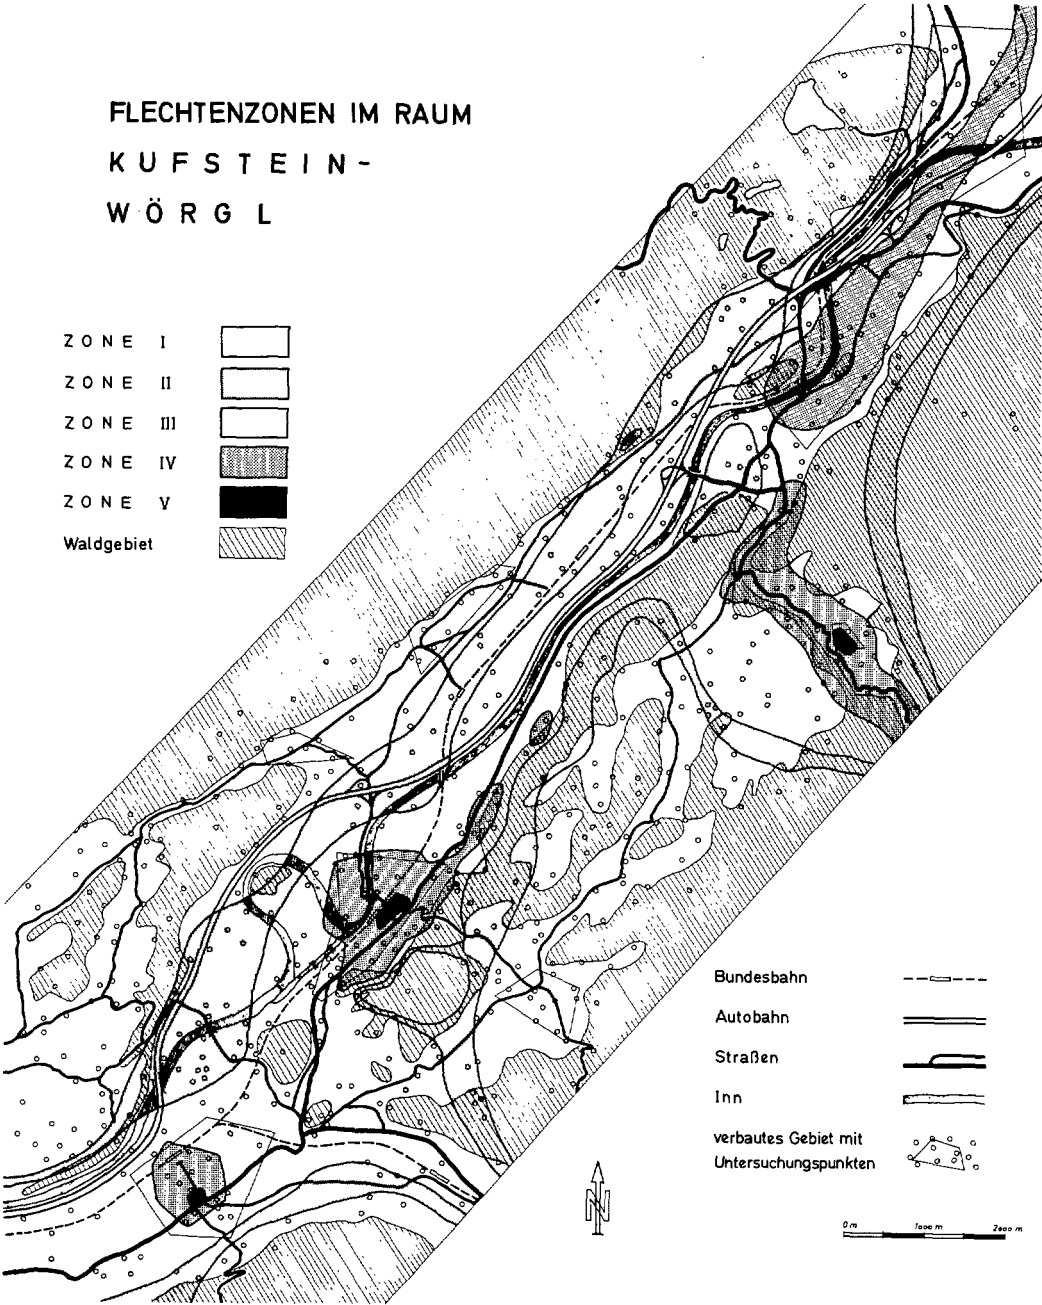 FLECHTENZONEN IM RAUM
KUFSTEIN-
WÖRGL
ZONE I
ZONE II
ZONE III
ZONE IV
ZONE V
Waldgebiet
Bundesbahn
Autobahn
Straßen
Inn
verbautes Gebiet mit
Untersuchungspunkten
N
0 m 1000 m 2000 m